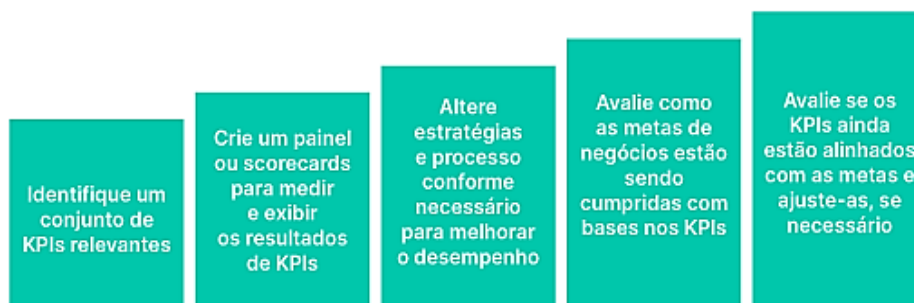 Identifique um
conjunto de
KPIs relevantes
Crie um painel
ou scorecards
para medir
e exibir
os resultados
de KPIs
Altere
estratégias
e processo
conforme
necessário
para melhorar
o desempenho
Avalie como
as metas de
negócios estão
sendo
cumpridas com
bases nos KPIs
Avalie se os
KPIs ainda
estão alinhados
com as metas e
ajuste-as, se
necessário